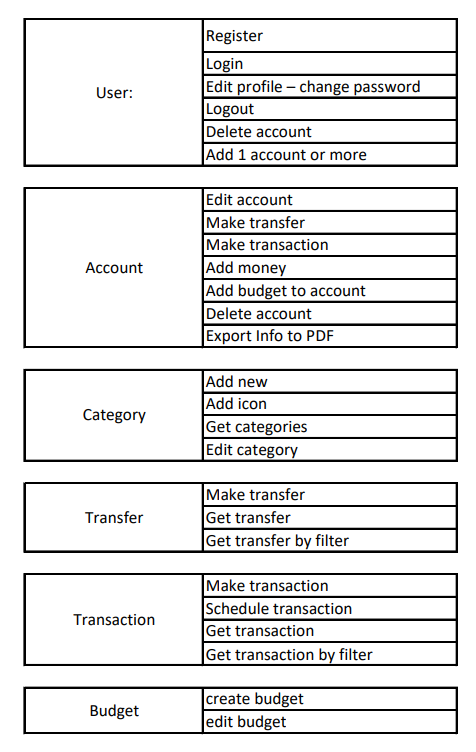 User:
Register
Login
Edit profile – change password
Logout
Delete account
Add 1 account or more
Account
Edit account
Make transfer
Make transaction
Add money
Add budget to account
Delete account
Export Info to PDF
Category
Add new
Add icon
Get categories
Edit category
Transfer
Make transfer
Get transfer
Get transfer by filter
Transaction
Make transaction
Schedule transaction
Get transaction
Get transaction by filter
Budget
create budget
edit budget